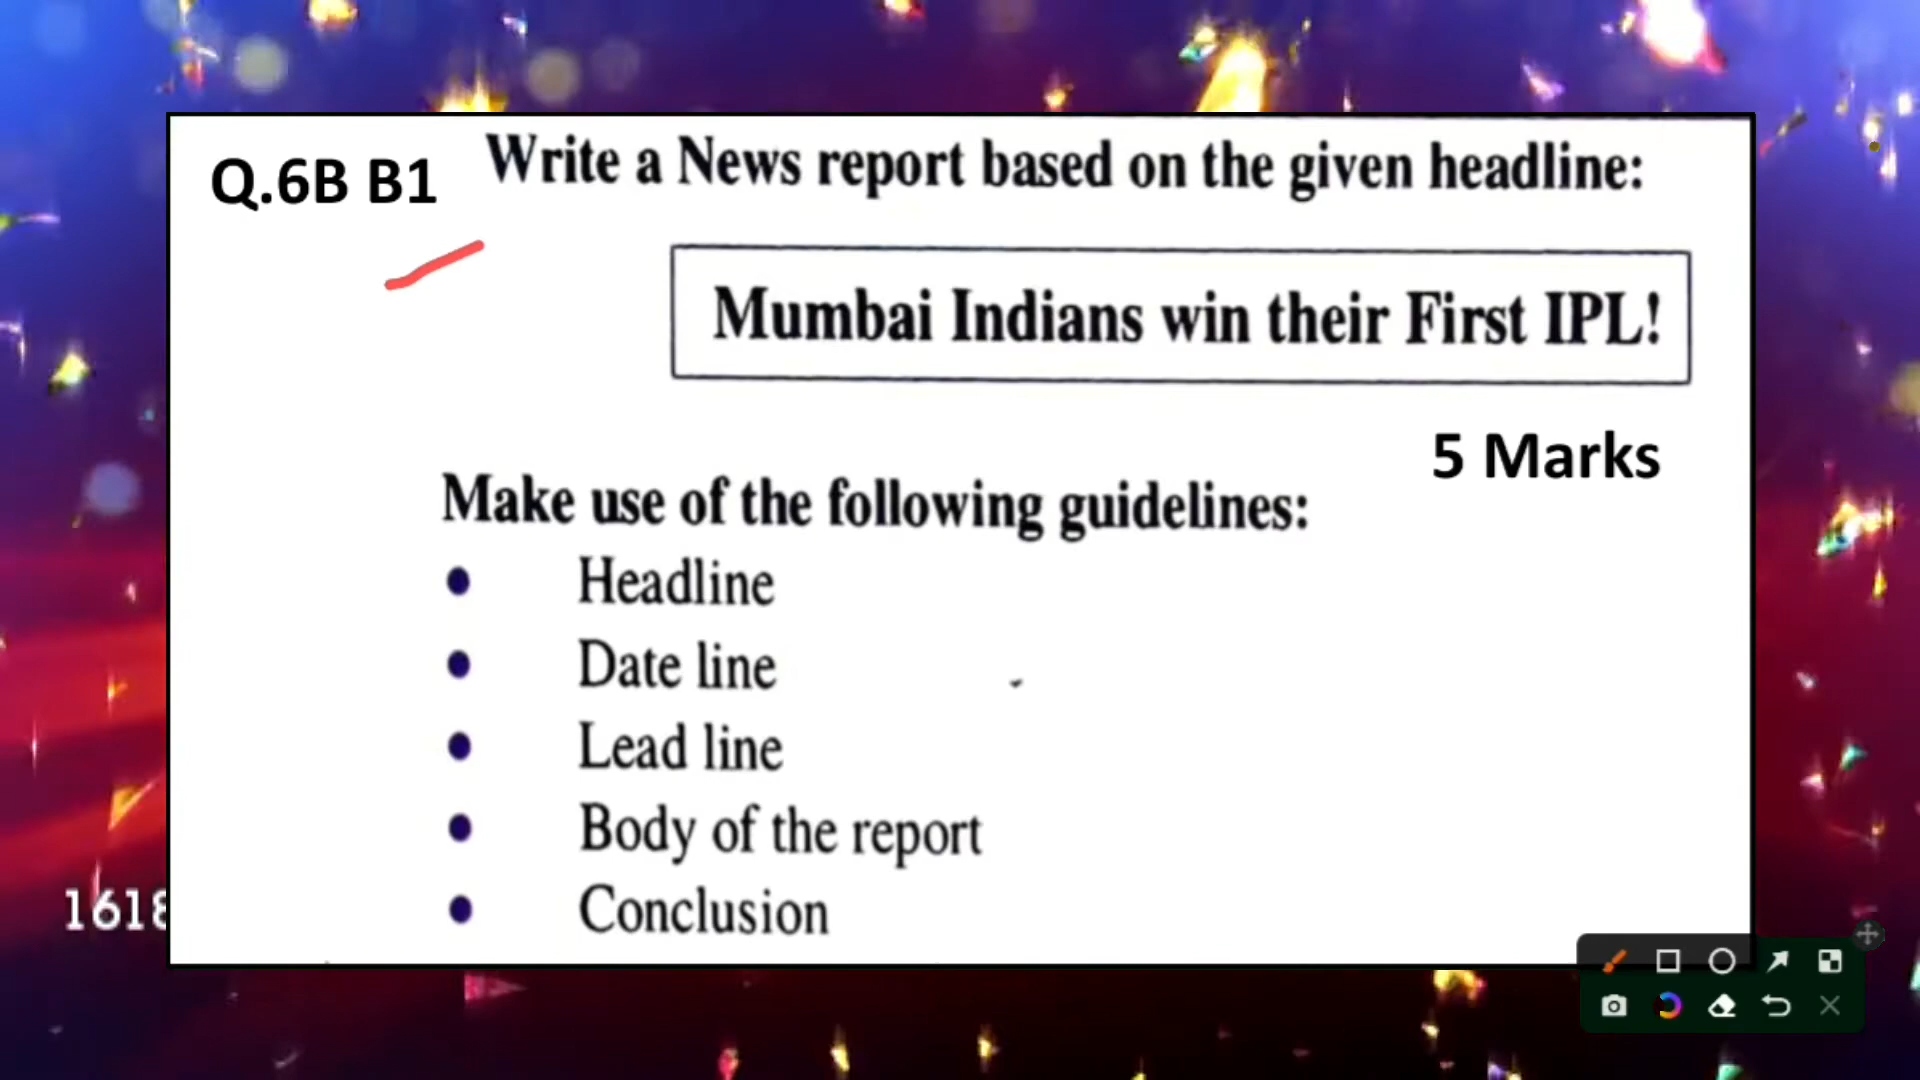 Q.6B B1 Write a News report based on the given headline:
Mumbai Indians win their First IPL!
5 Marks
Make use of the following guidelines:
• Headline
• Date line
• Lead line
• Body of the report
• Conclusion
1618